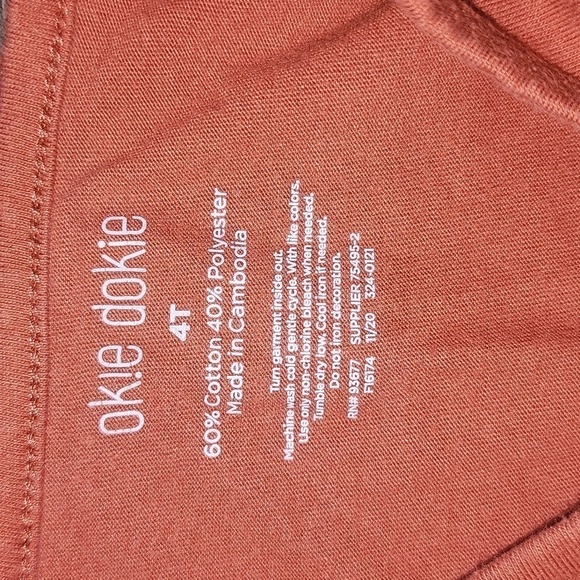 okie dokie
4T
60% Cotton 40% Polyester
Made in Cambodia
Turn garment inside out.
Machine wash cold gentle cycle. With like colors.
Use only non-chlorine bleach when needed.
Tumble dry low. Cool iron if needed.
Do not iron decoration.
RN# 93677 SUPPLIER 75495-2
F16174 11/20 324-0121